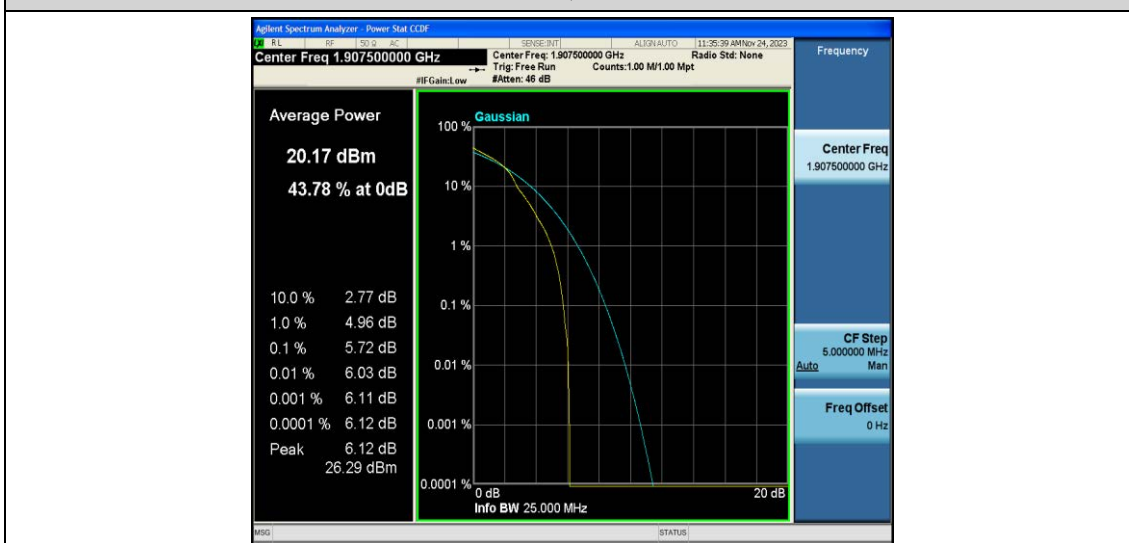 Agilent Spectrum Analyzer - Power Stat CCDF
RL RF 50 Ω AC SENSE:INT ALIGN AUTO 11:35:39 AM Nov 24, 2023
Center Freq 1.907500000 GHz
Center Freq: 1.907500000 GHz Radio Std: None
Trig: Free Run Counts:1.00 M/1.00 Mpt
#IFGain:Low #Atten: 46 dB
Frequency
Average Power
20.17 dBm
43.78 % at 0dB
10.0 % 2.77 dB
1.0 % 4.96 dB
0.1 % 5.72 dB
0.01 % 6.03 dB
0.001 % 6.11 dB
0.0001 % 6.12 dB
Peak 6.12 dB
26.29 dBm
Gaussian
100 %
10 %
1 %
0.1 %
0.01 %
0.001 %
0.0001 %
0 dB 20 dB
Info BW 25.000 MHz
Center Freq
1.907500000 GHz
CF Step
5.000000 MHz
Auto Man
Freq Offset
0 Hz
MSG STATUS